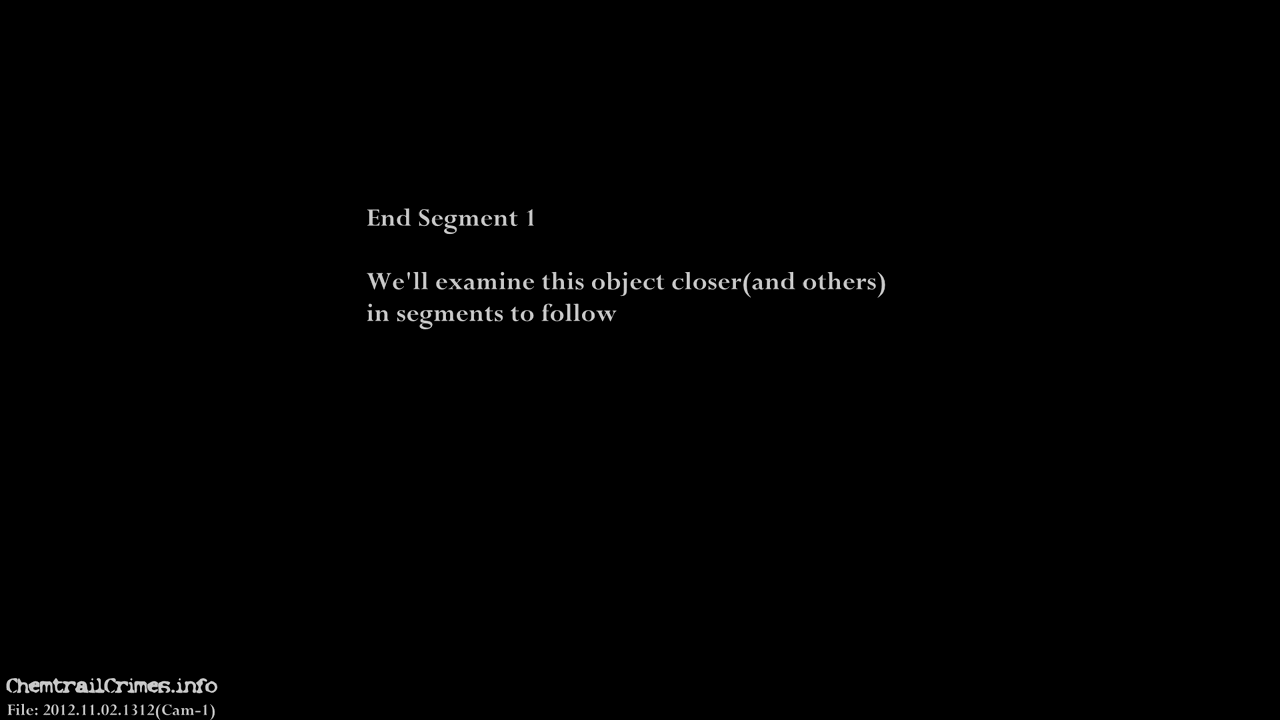 End Segment 1
We'll examine this object closer(and others)
in segments to follow
ChemtrailCrimes.info
File: 2012.11.02.1312(Cam-1)